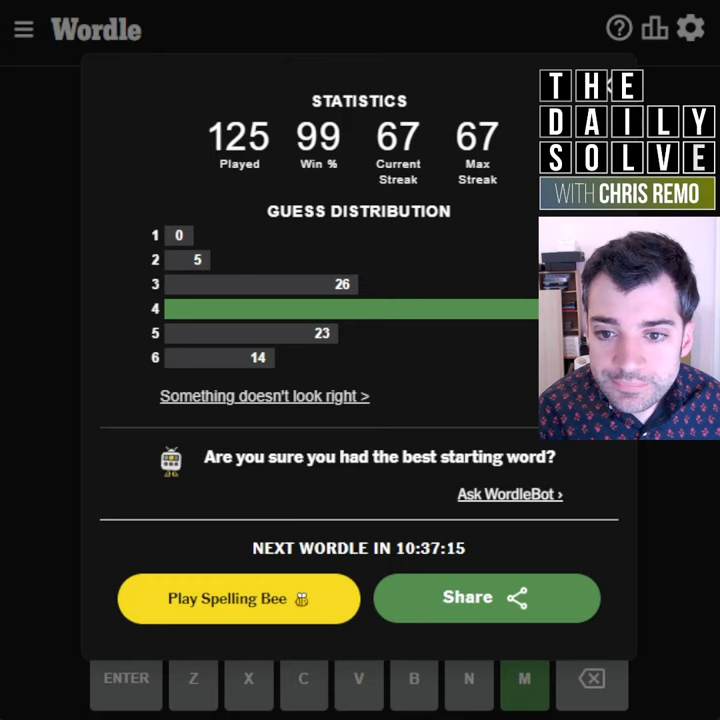 Wordle
THE
DAILY
SOLVE
WITH CHRIS REMO
STATISTICS
125 99 67 67
Played Win % Current Streak Max Streak
GUESS DISTRIBUTION
1 0
2 5
3 26
4
5 23
6 14
Something doesn't look right >
Are you sure you had the best starting word?
Ask WordleBot ›
NEXT WORDLE IN 10:37:15
Play Spelling Bee
Share
ENTER Z X C V B N M